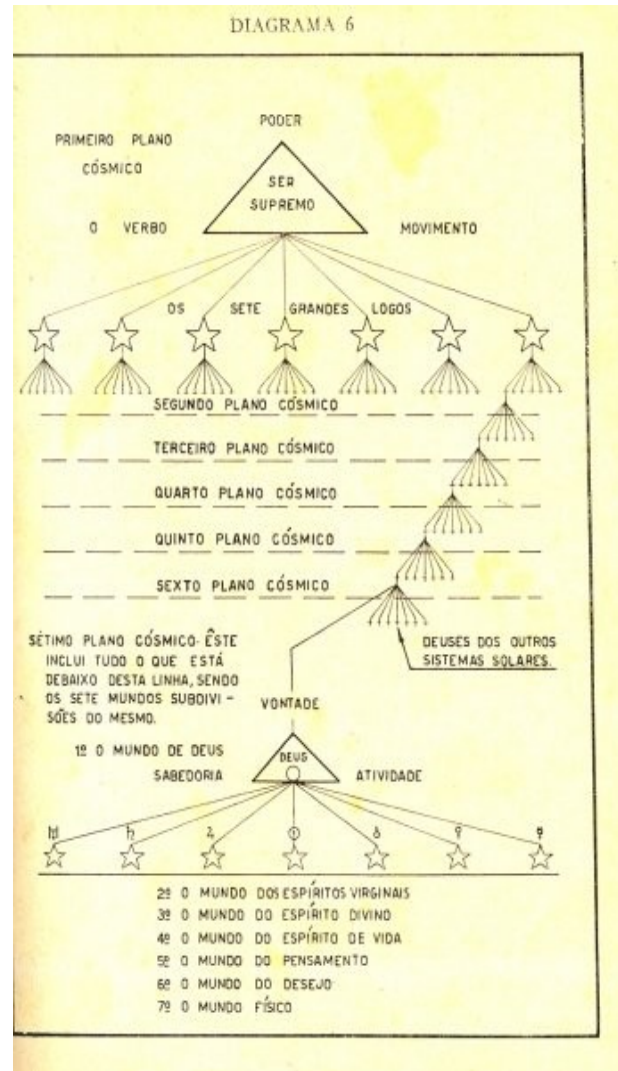 DIAGRAMA 6
PODER
PRIMEIRO PLANO
CÓSMICO
SER
SUPREMO
O VERBO
MOVIMENTO
OS SETE GRANDES LOGOS
SEGUNDO PLANO CÓSMICO
TERCEIRO PLANO CÓSMICO
QUARTO PLANO CÓSMICO
QUINTO PLANO CÓSMICO
SEXTO PLANO CÓSMICO
SÉTIMO PLANO CÓSMICO-ÊSTE
INCLUI TUDO O QUE ESTÁ
DEBAIXO DESTA LINHA, SENDO
OS SETE MUNDOS SUBDIVI-
SÕES DO MESMO.
DEUSES DOS OUTROS
SISTEMAS SOLARES.
VONTADE
1º O MUNDO DE DEUS
DEUS
SABEDORIA
ATIVIDADE
2º O MUNDO DOS ESPÍRITOS VIRGINAIS
3º O MUNDO DO ESPÍRITO DIVINO
4º O MUNDO DO ESPÍRITO DE VIDA
5º O MUNDO DO PENSAMENTO
6º O MUNDO DO DESEJO
7º O MUNDO FÍSICO